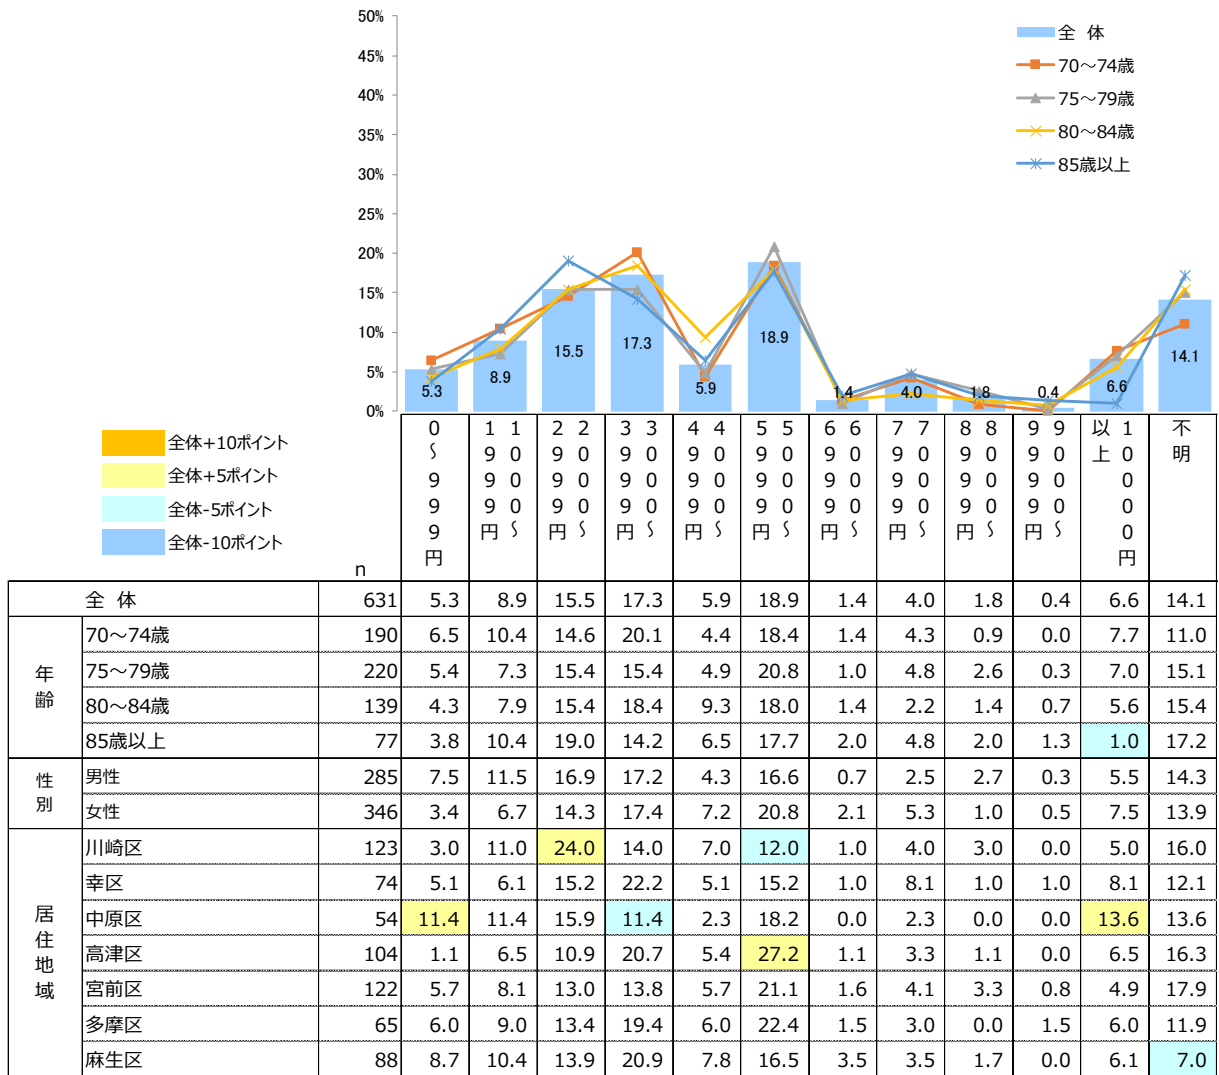 50%
45%
40%
35%
30%
25%
20%
15%
10%
5%
0%
全 体
70～74歳
75～79歳
80～84歳
85歳以上
5.3
8.9
15.5
17.3
5.9
18.9
1.4
4.0
1.8
0.4
6.6
14.1
全体+10ポイント
全体+5ポイント
全体-5ポイント
全体-10ポイント
n
0～999円
1000～
1999円
2000～
2999円
3000～
3999円
4000～
4999円
5000～
5999円
6000～
6999円
7000～
7999円
8000～
8999円
9000～
9999円
10000円
以上
不明
全 体 631 5.3 8.9 15.5 17.3 5.9 18.9 1.4 4.0 1.8 0.4 6.6 14.1
年齢
70～74歳 190 6.5 10.4 14.6 20.1 4.4 18.4 1.4 4.3 0.9 0.0 7.7 11.0
75～79歳 220 5.4 7.3 15.4 15.4 4.9 20.8 1.0 4.8 2.6 0.3 7.0 15.1
80～84歳 139 4.3 7.9 15.4 18.4 9.3 18.0 1.4 2.2 1.4 0.7 5.6 15.4
85歳以上 77 3.8 10.4 19.0 14.2 6.5 17.7 2.0 4.8 2.0 1.3 1.0 17.2
性別
男性 285 7.5 11.5 16.9 17.2 4.3 16.6 0.7 2.5 2.7 0.3 5.5 14.3
女性 346 3.4 6.7 14.3 17.4 7.2 20.8 2.1 5.3 1.0 0.5 7.5 13.9
居住地域
川崎区 123 3.0 11.0 24.0 14.0 7.0 12.0 1.0 4.0 3.0 0.0 5.0 16.0
幸区 74 5.1 6.1 15.2 22.2 5.1 15.2 1.0 8.1 1.0 1.0 8.1 12.1
中原区 54 11.4 11.4 15.9 11.4 2.3 18.2 0.0 2.3 0.0 0.0 13.6 13.6
高津区 104 1.1 6.5 10.9 20.7 5.4 27.2 1.1 3.3 1.1 0.0 6.5 16.3
宮前区 122 5.7 8.1 13.0 13.8 5.7 21.1 1.6 4.1 3.3 0.8 4.9 17.9
多摩区 65 6.0 9.0 13.4 19.4 6.0 22.4 1.5 3.0 0.0 1.5 6.0 11.9
麻生区 88 8.7 10.4 13.9 20.9 7.8 16.5 3.5 3.5 1.7 0.0 6.1 7.0